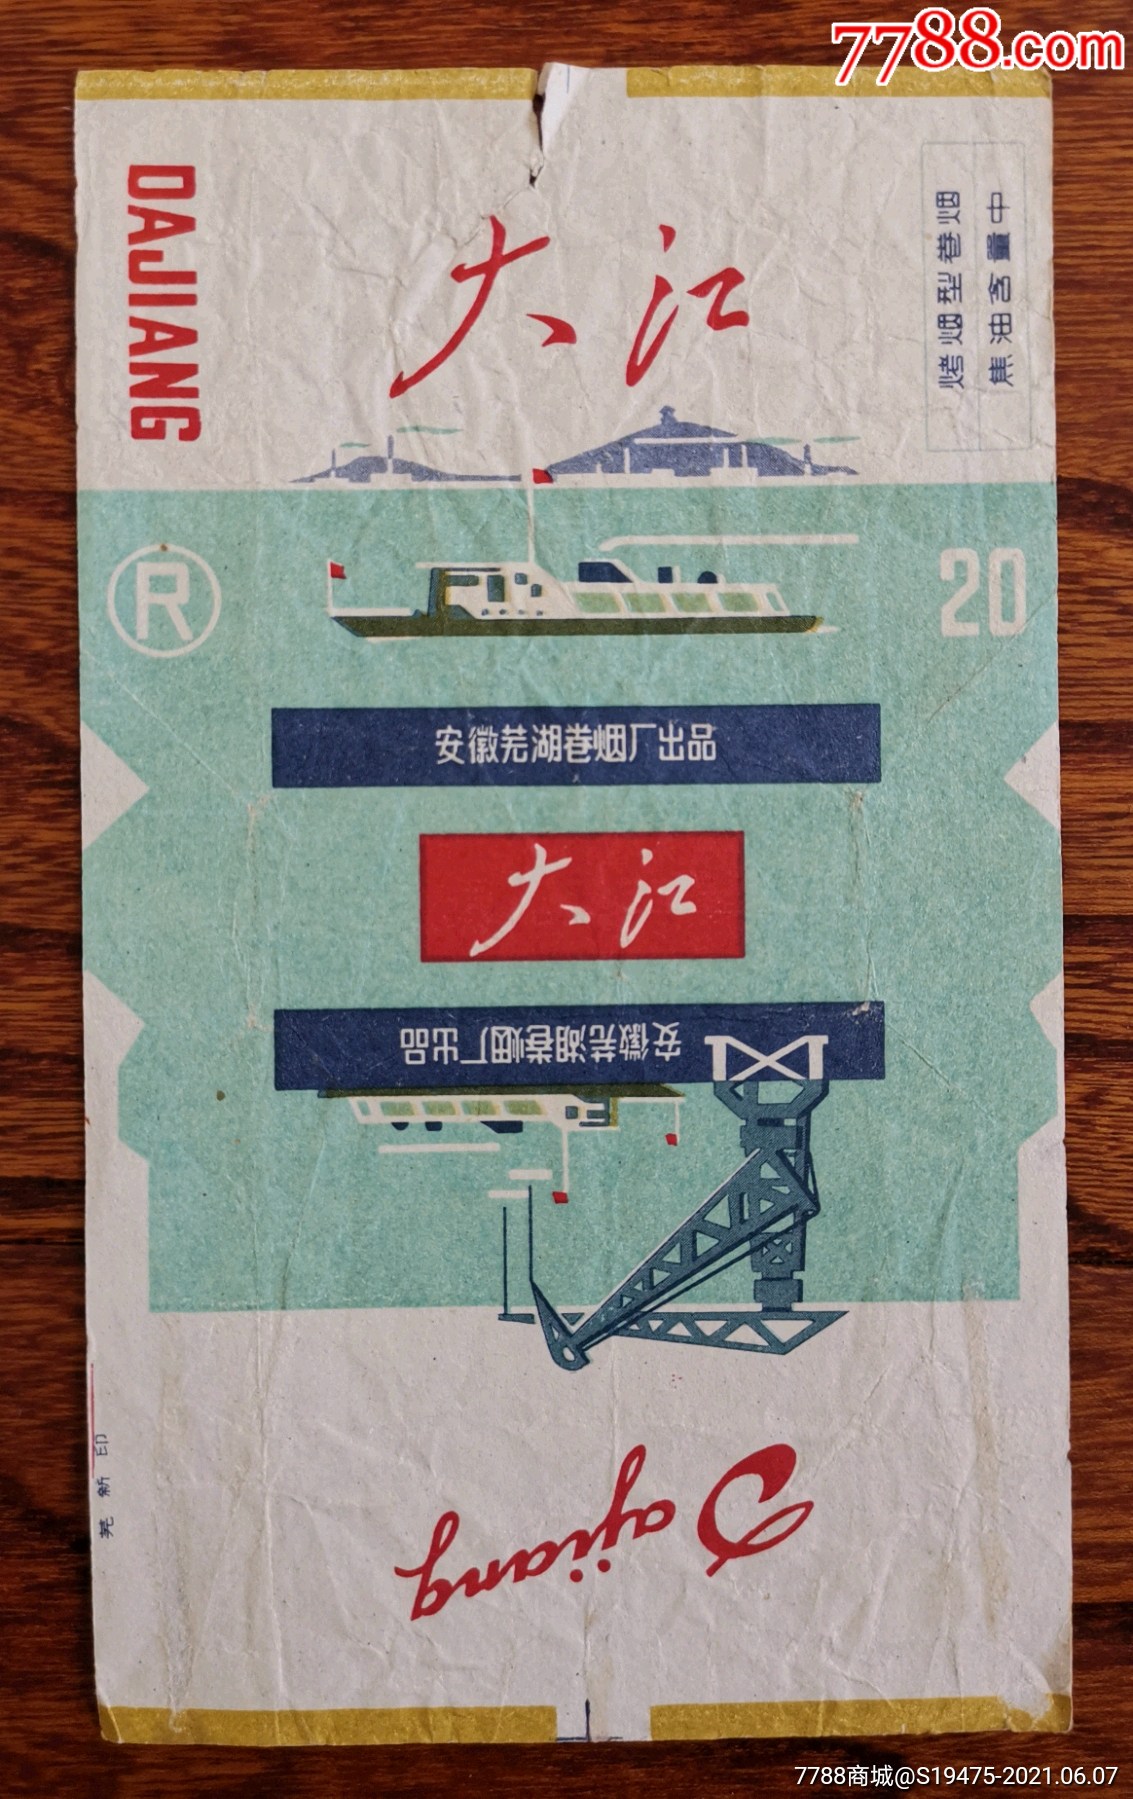 7788.com
DAJIANG
大江
烤烟型卷烟
焦油含量中
R
20
安徽芜湖卷烟厂出品
大江
安徽芜湖卷烟厂出品
Dajiang
芜新印
7788商城@S19475-2021.06.07